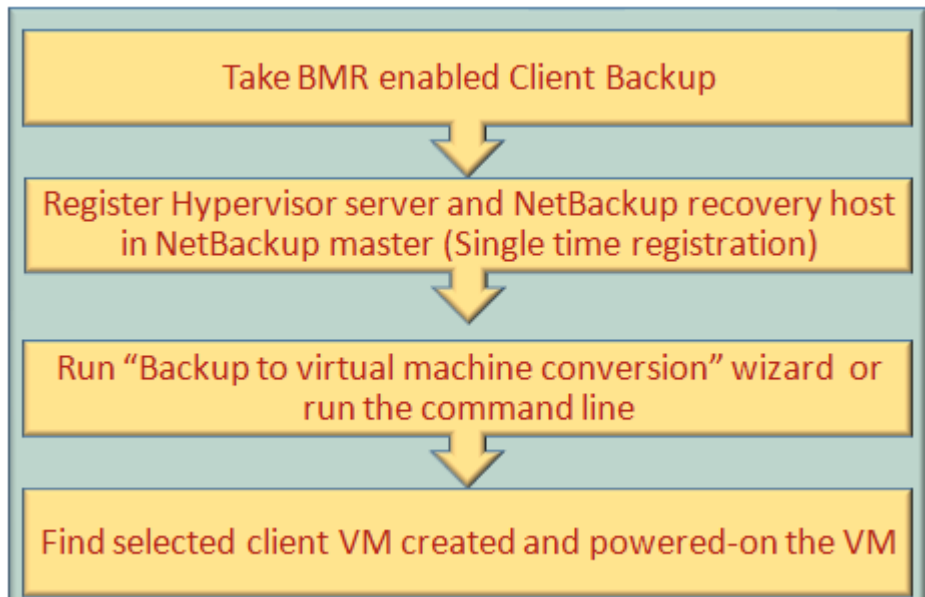 Take BMR enabled Client Backup
Register Hypervisor server and NetBackup recovery host
in NetBackup master (Single time registration)
Run “Backup to virtual machine conversion” wizard or
run the command line
Find selected client VM created and powered-on the VM